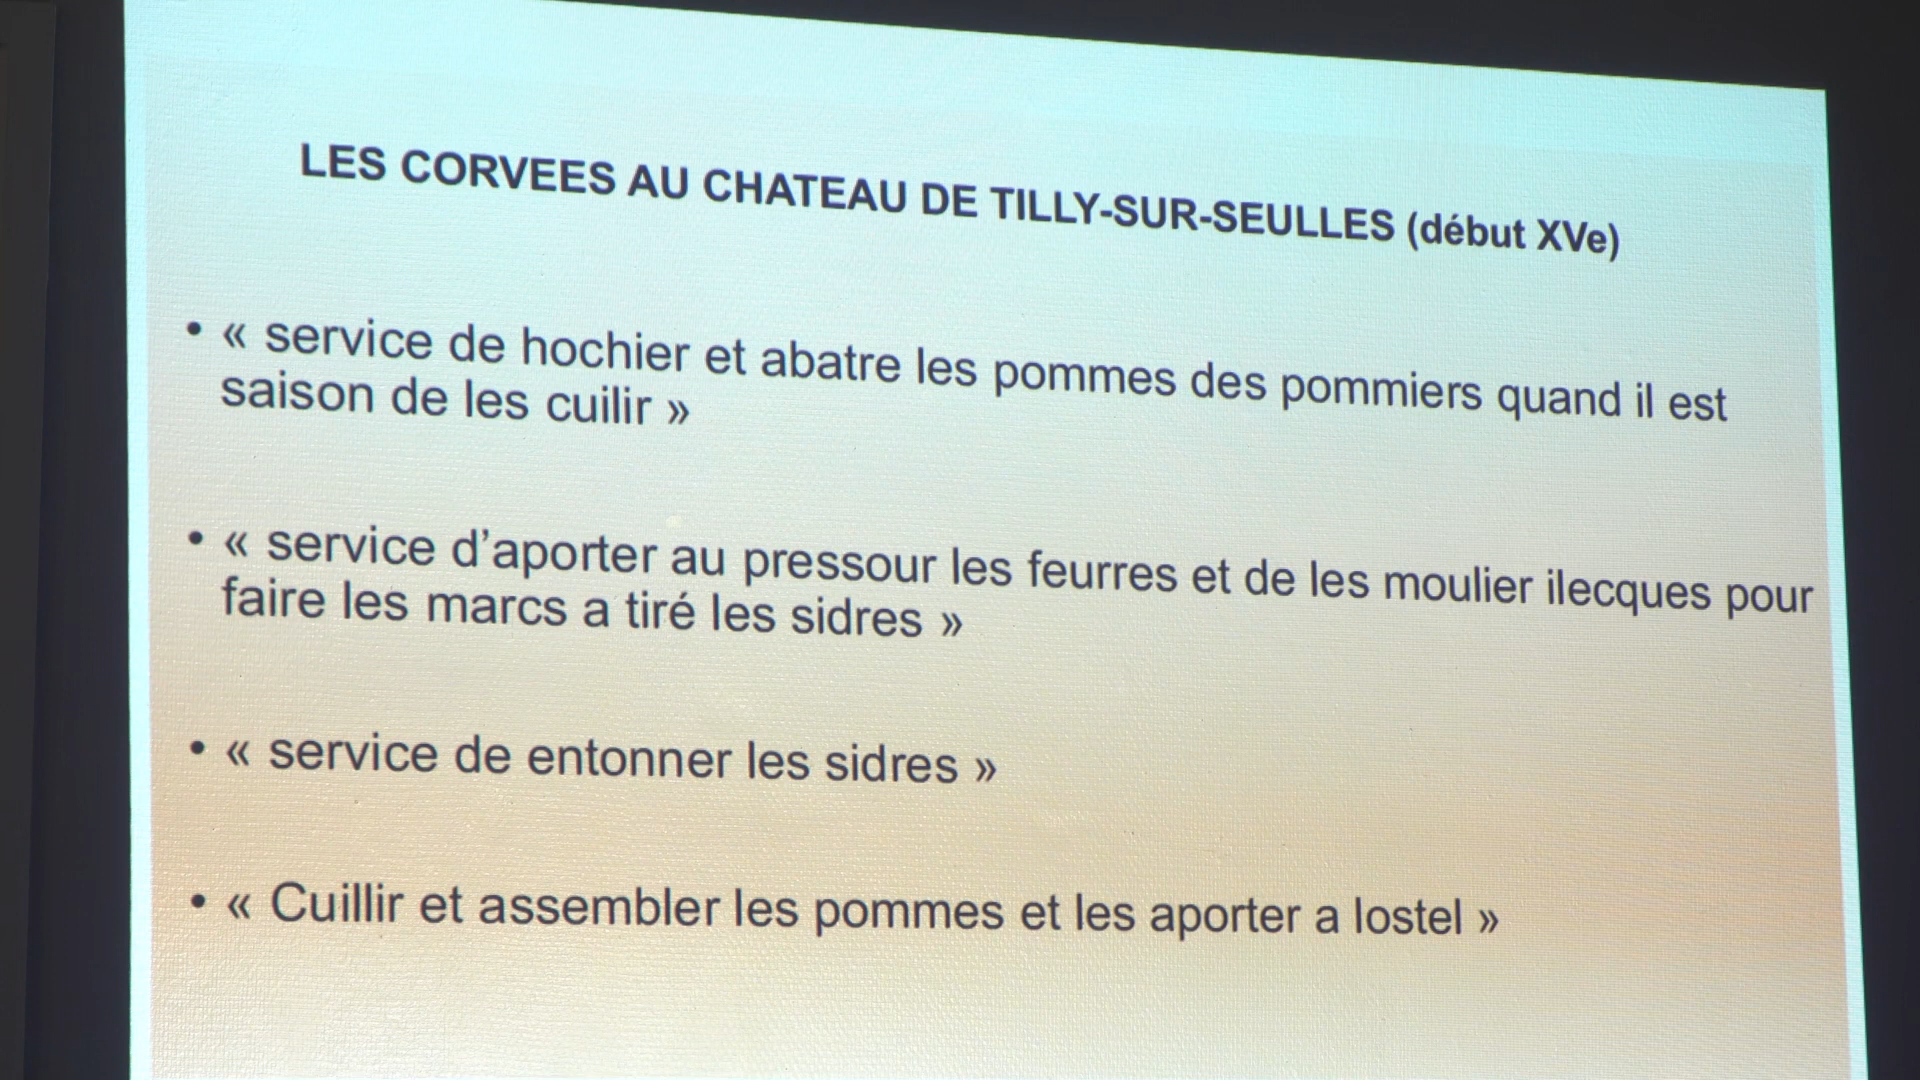 LES CORVEES AU CHATEAU DE TILLY-SUR-SEULLES (début XVe)
• « service de hochier et abatre les pommes des pommiers quand il est
saison de les cuilir »
• « service d’aporter au pressour les feurres et de les moulier ilecques pour
faire les marcs a tiré les sidres »
• « service de entonner les sidres »
• « Cuillir et assembler les pommes et les aporter a lostel »